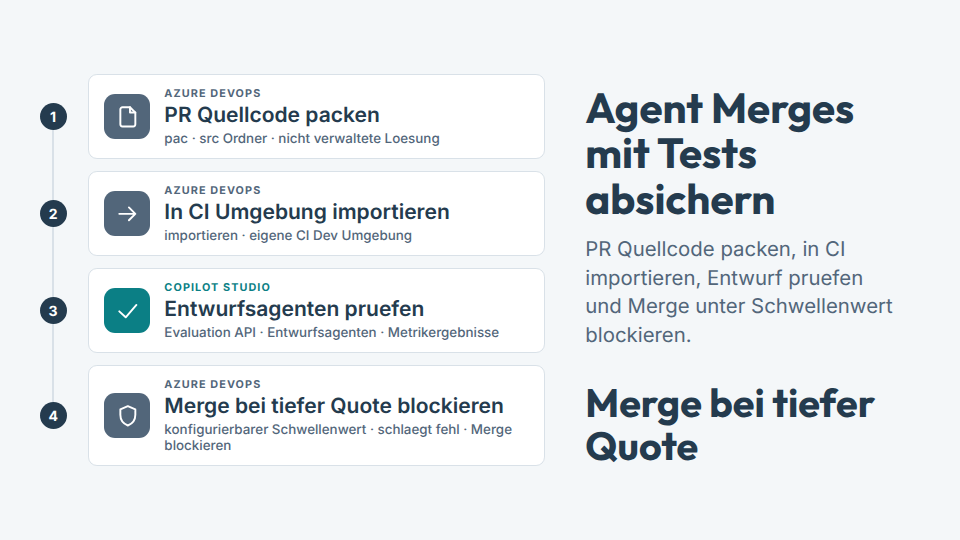 1
AZURE DEVOPS
PR Quellcode packen
pac · src Ordner · nicht verwaltete Loesung
2
AZURE DEVOPS
In CI Umgebung importieren
importieren · eigene CI Dev Umgebung
3
COPILOT STUDIO
Entwurfsagenten pruefen
Evaluation API · Entwurfsagenten · Metrikergebnisse
4
AZURE DEVOPS
Merge bei tiefer Quote blockieren
konfigurierbarer Schwellenwert · schlaegt fehl · Merge
blockieren
Agent Merges
mit Tests
absichern
PR Quellcode packen, in CI
importieren, Entwurf pruefen
und Merge unter Schwellenwert
blockieren.
Merge bei tiefer
Quote